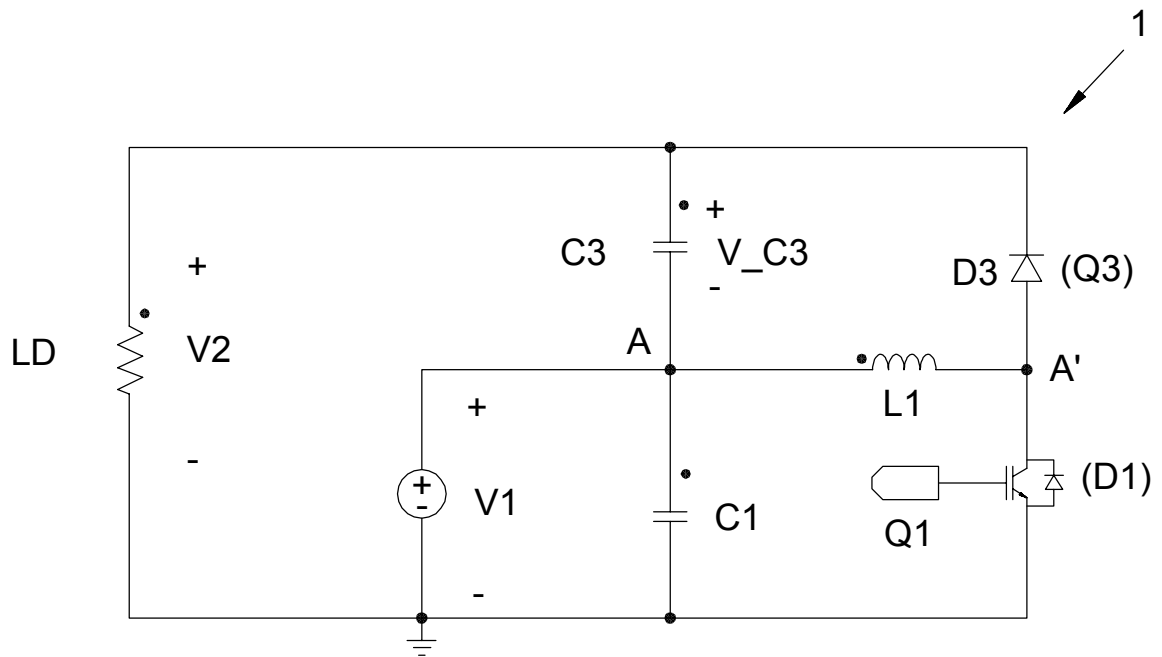 1
+
C3 V_C3
-
D3 (Q3)
+
LD V2
-
A
L1
A'
+
+
-
V1
-
C1
Q1
(D1)